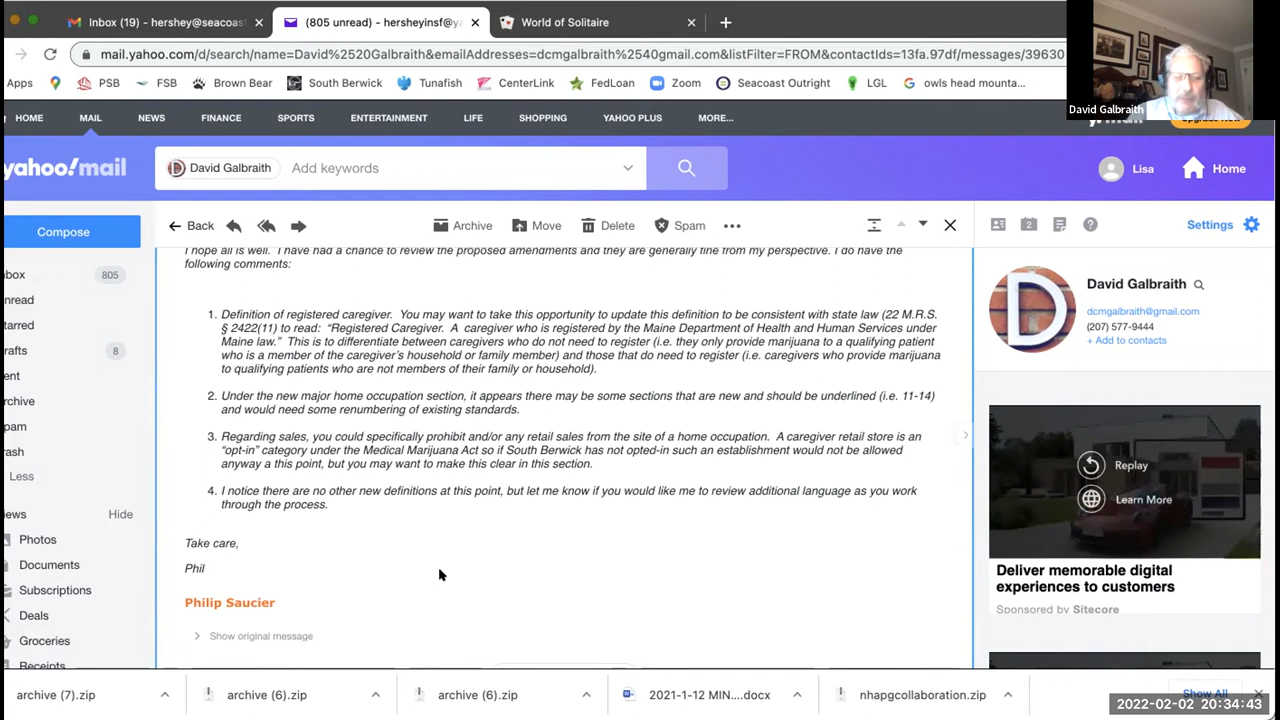 Inbox (19) - hershey@seacoas
(805 unread) - hersheyinsf@ya
World of Solitaire
mail.yahoo.com/d/search/name=David%2520Galbraith&emailAddresses=dcmgalbraith%2540gmail.com&listFilter=FROM&contactIds=13fa.97df/messages/39630
David Galbraith
Apps PSB FSB Brown Bear South Berwick Tunafish CenterLink FedLoan Zoom Seacoast Outright LGL owls head mounta...
HOME MAIL NEWS FINANCE SPORTS ENTERTAINMENT LIFE SHOPPING YAHOO PLUS MORE...
yahoo!mail
David Galbraith Add keywords
Lisa Home
Compose
Back Archive Move Delete Spam
2
Settings
nbox 805
nread
tarred
rafts 8
ent
rchive
pam
rash
Less
iews Hide
Photos
Documents
Subscriptions
Deals
Groceries
Receipts
I hope all is well. I have had a chance to review the proposed amendments and they are generally fine from my perspective. I do have the
following comments:
1. Definition of registered caregiver. You may want to take this opportunity to update this definition to be consistent with state law (22 M.R.S.
§ 2422(11) to read: “Registered Caregiver. A caregiver who is registered by the Maine Department of Health and Human Services under
Maine law.” This is to differentiate between caregivers who do not need to register (i.e. they only provide marijuana to a qualifying patient
who is a member of the caregiver's household or family member) and those that do need to register (i.e. caregivers who provide marijuana
to qualifying patients who are not members of their family or household).
2. Under the new major home occupation section, it appears there may be some sections that are new and should be underlined (i.e. 11-14)
and would need some renumbering of existing standards.
3. Regarding sales, you could specifically prohibit and/or any retail sales from the site of a home occupation. A caregiver retail store is an
“opt-in” category under the Medical Marijuana Act so if South Berwick has not opted-in such an establishment would not be allowed
anyway a this point, but you may want to make this clear in this section.
4. I notice there are no other new definitions at this point, but let me know if you would like me to review additional language as you work
through the process.
Take care,
Phil
Philip Saucier
Show original message
D
David Galbraith
dcmgalbraith@gmail.com
(207) 577-9444
+ Add to contacts
Replay
Learn More
Deliver memorable digital
experiences to customers
Sponsored by Sitecore
archive (7).zip
archive (6).zip
archive (6).zip
2021-1-12 MIN....docx
nhapgcollaboration.zip
Show All
2022-02-02 20:34:43